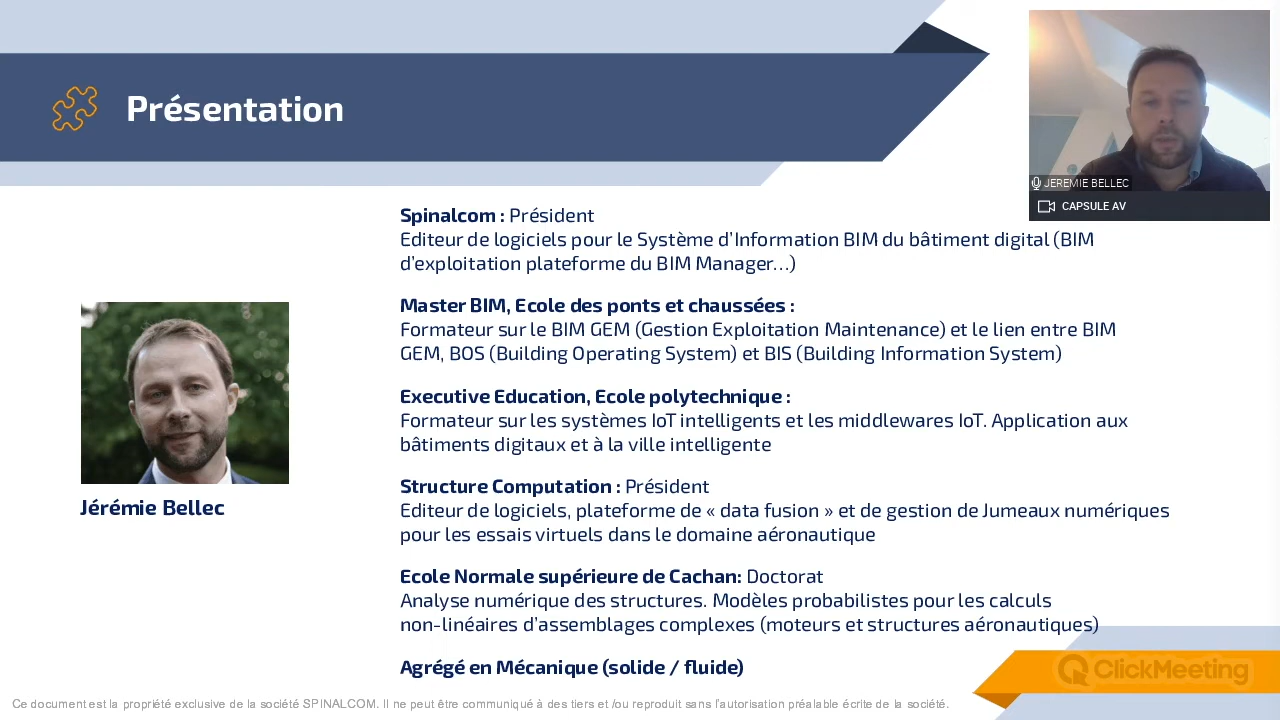 Présentation
JEREMIE BELLEC
CAPSULE AV
Spinalcom : Président
Editeur de logiciels pour le Système d’Information BIM du bâtiment digital (BIM
d’exploitation plateforme du BIM Manager…)
Master BIM, Ecole des ponts et chaussées :
Formateur sur le BIM GEM (Gestion Exploitation Maintenance) et le lien entre BIM
GEM, BOS (Building Operating System) et BIS (Building Information System)
Executive Education, Ecole polytechnique :
Formateur sur les systèmes IoT intelligents et les middlewares IoT. Application aux
bâtiments digitaux et à la ville intelligente
Jérémie Bellec
Structure Computation : Président
Editeur de logiciels, plateforme de « data fusion » et de gestion de Jumeaux numériques
pour les essais virtuels dans le domaine aéronautique
Ecole Normale supérieure de Cachan: Doctorat
Analyse numérique des structures. Modèles probabilistes pour les calculs
non-linéaires d’assemblages complexes (moteurs et structures aéronautiques)
Agrégé en Mécanique (solide / fluide)
ClickMeeting
Ce document est la propriété exclusive de la société SPINALCOM. Il ne peut être communiqué à des tiers et /ou reproduit sans l’autorisation préalable écrite de la société.